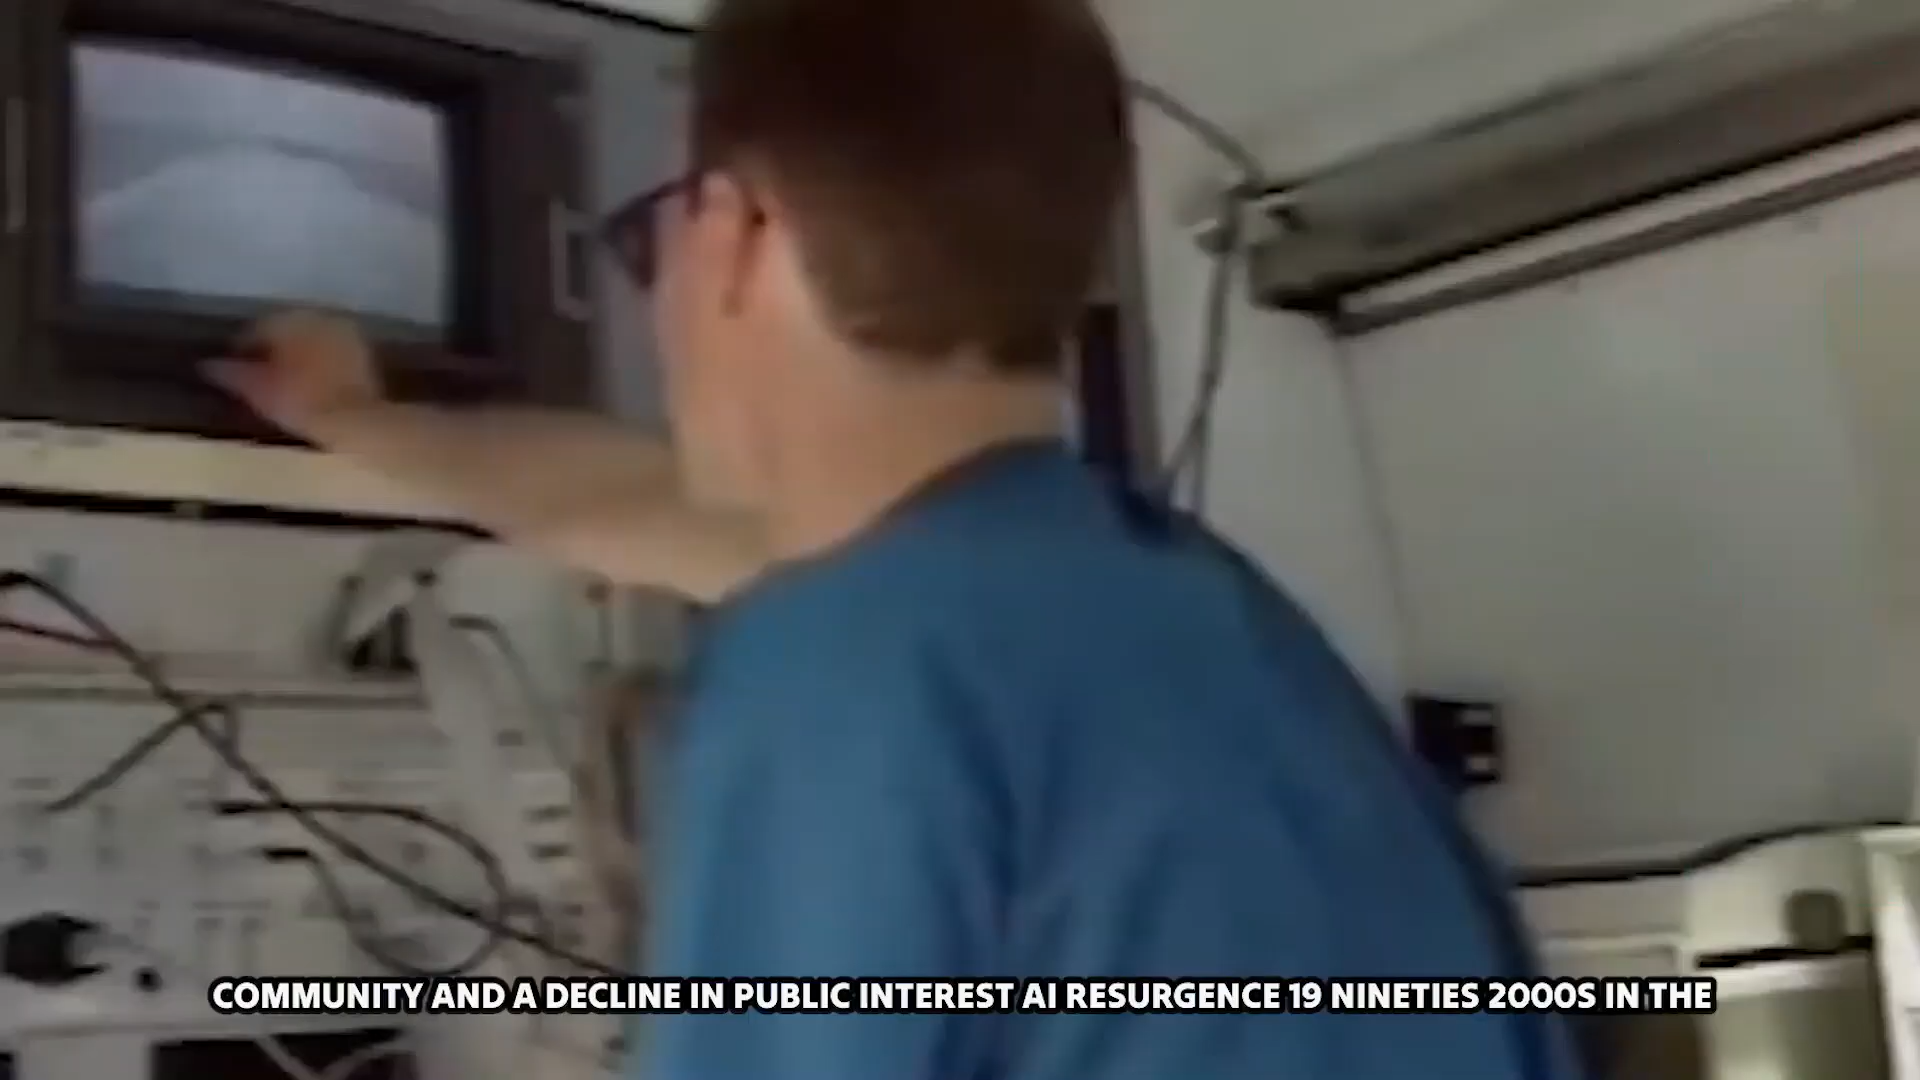 COMMUNITY AND A DECLINE IN PUBLIC INTEREST AI RESURGENCE 19 NINETIES 2000S IN THE